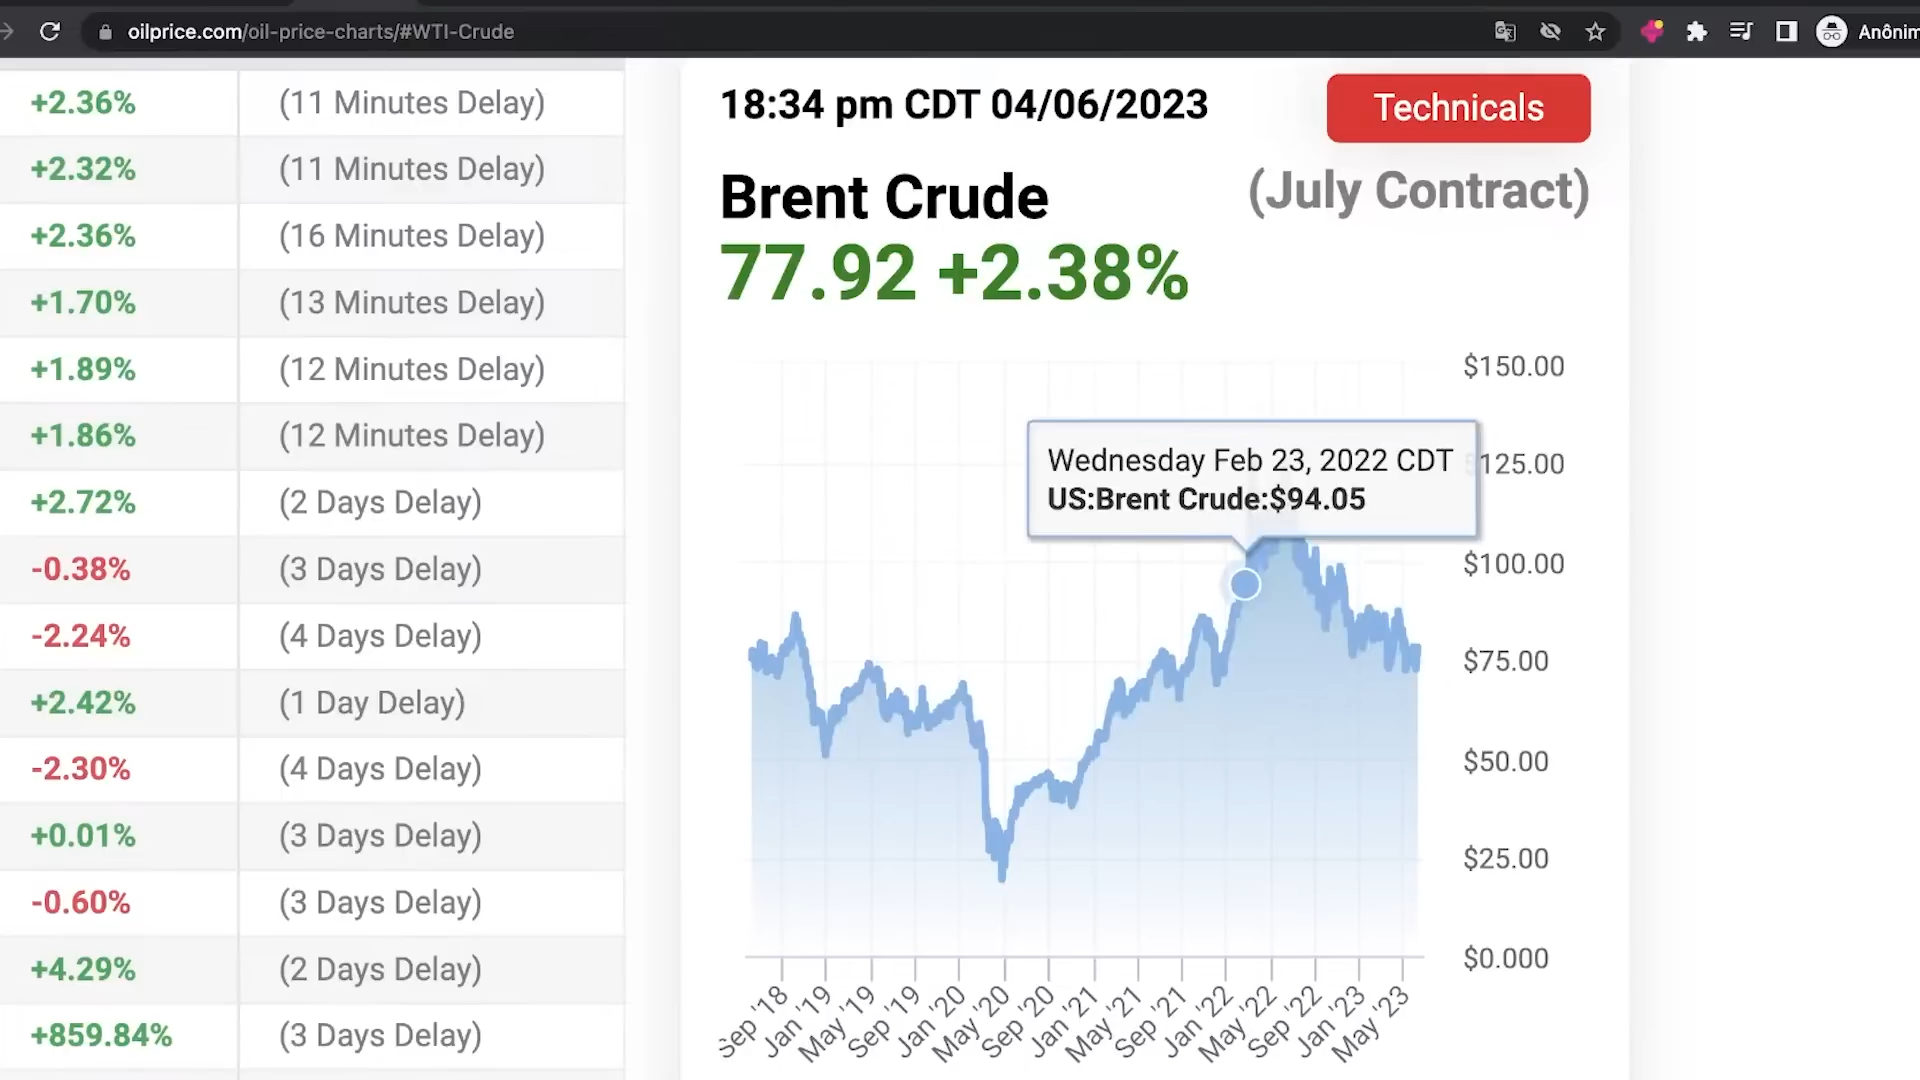 oilprice.com/oil-price-charts/#WTI-Crude
+2.36% (11 Minutes Delay)
+2.32% (11 Minutes Delay)
+2.36% (16 Minutes Delay)
+1.70% (13 Minutes Delay)
+1.89% (12 Minutes Delay)
+1.86% (12 Minutes Delay)
+2.72% (2 Days Delay)
-0.38% (3 Days Delay)
-2.24% (4 Days Delay)
+2.42% (1 Day Delay)
-2.30% (4 Days Delay)
+0.01% (3 Days Delay)
-0.60% (3 Days Delay)
+4.29% (2 Days Delay)
+859.84% (3 Days Delay)
18:34 pm CDT 04/06/2023
Technicals
Brent Crude
(July Contract)
77.92 +2.38%
$150.00
Wednesday Feb 23, 2022 CDT
US:Brent Crude:$94.05
$125.00
$100.00
$75.00
$50.00
$25.00
$0.000
Sep '18
Jan '19
May '19
Sep '19
Jan '20
May '20
Sep '20
Jan '21
May '21
Sep '21
Jan '22
May '22
Sep '22
Jan '23
May '23